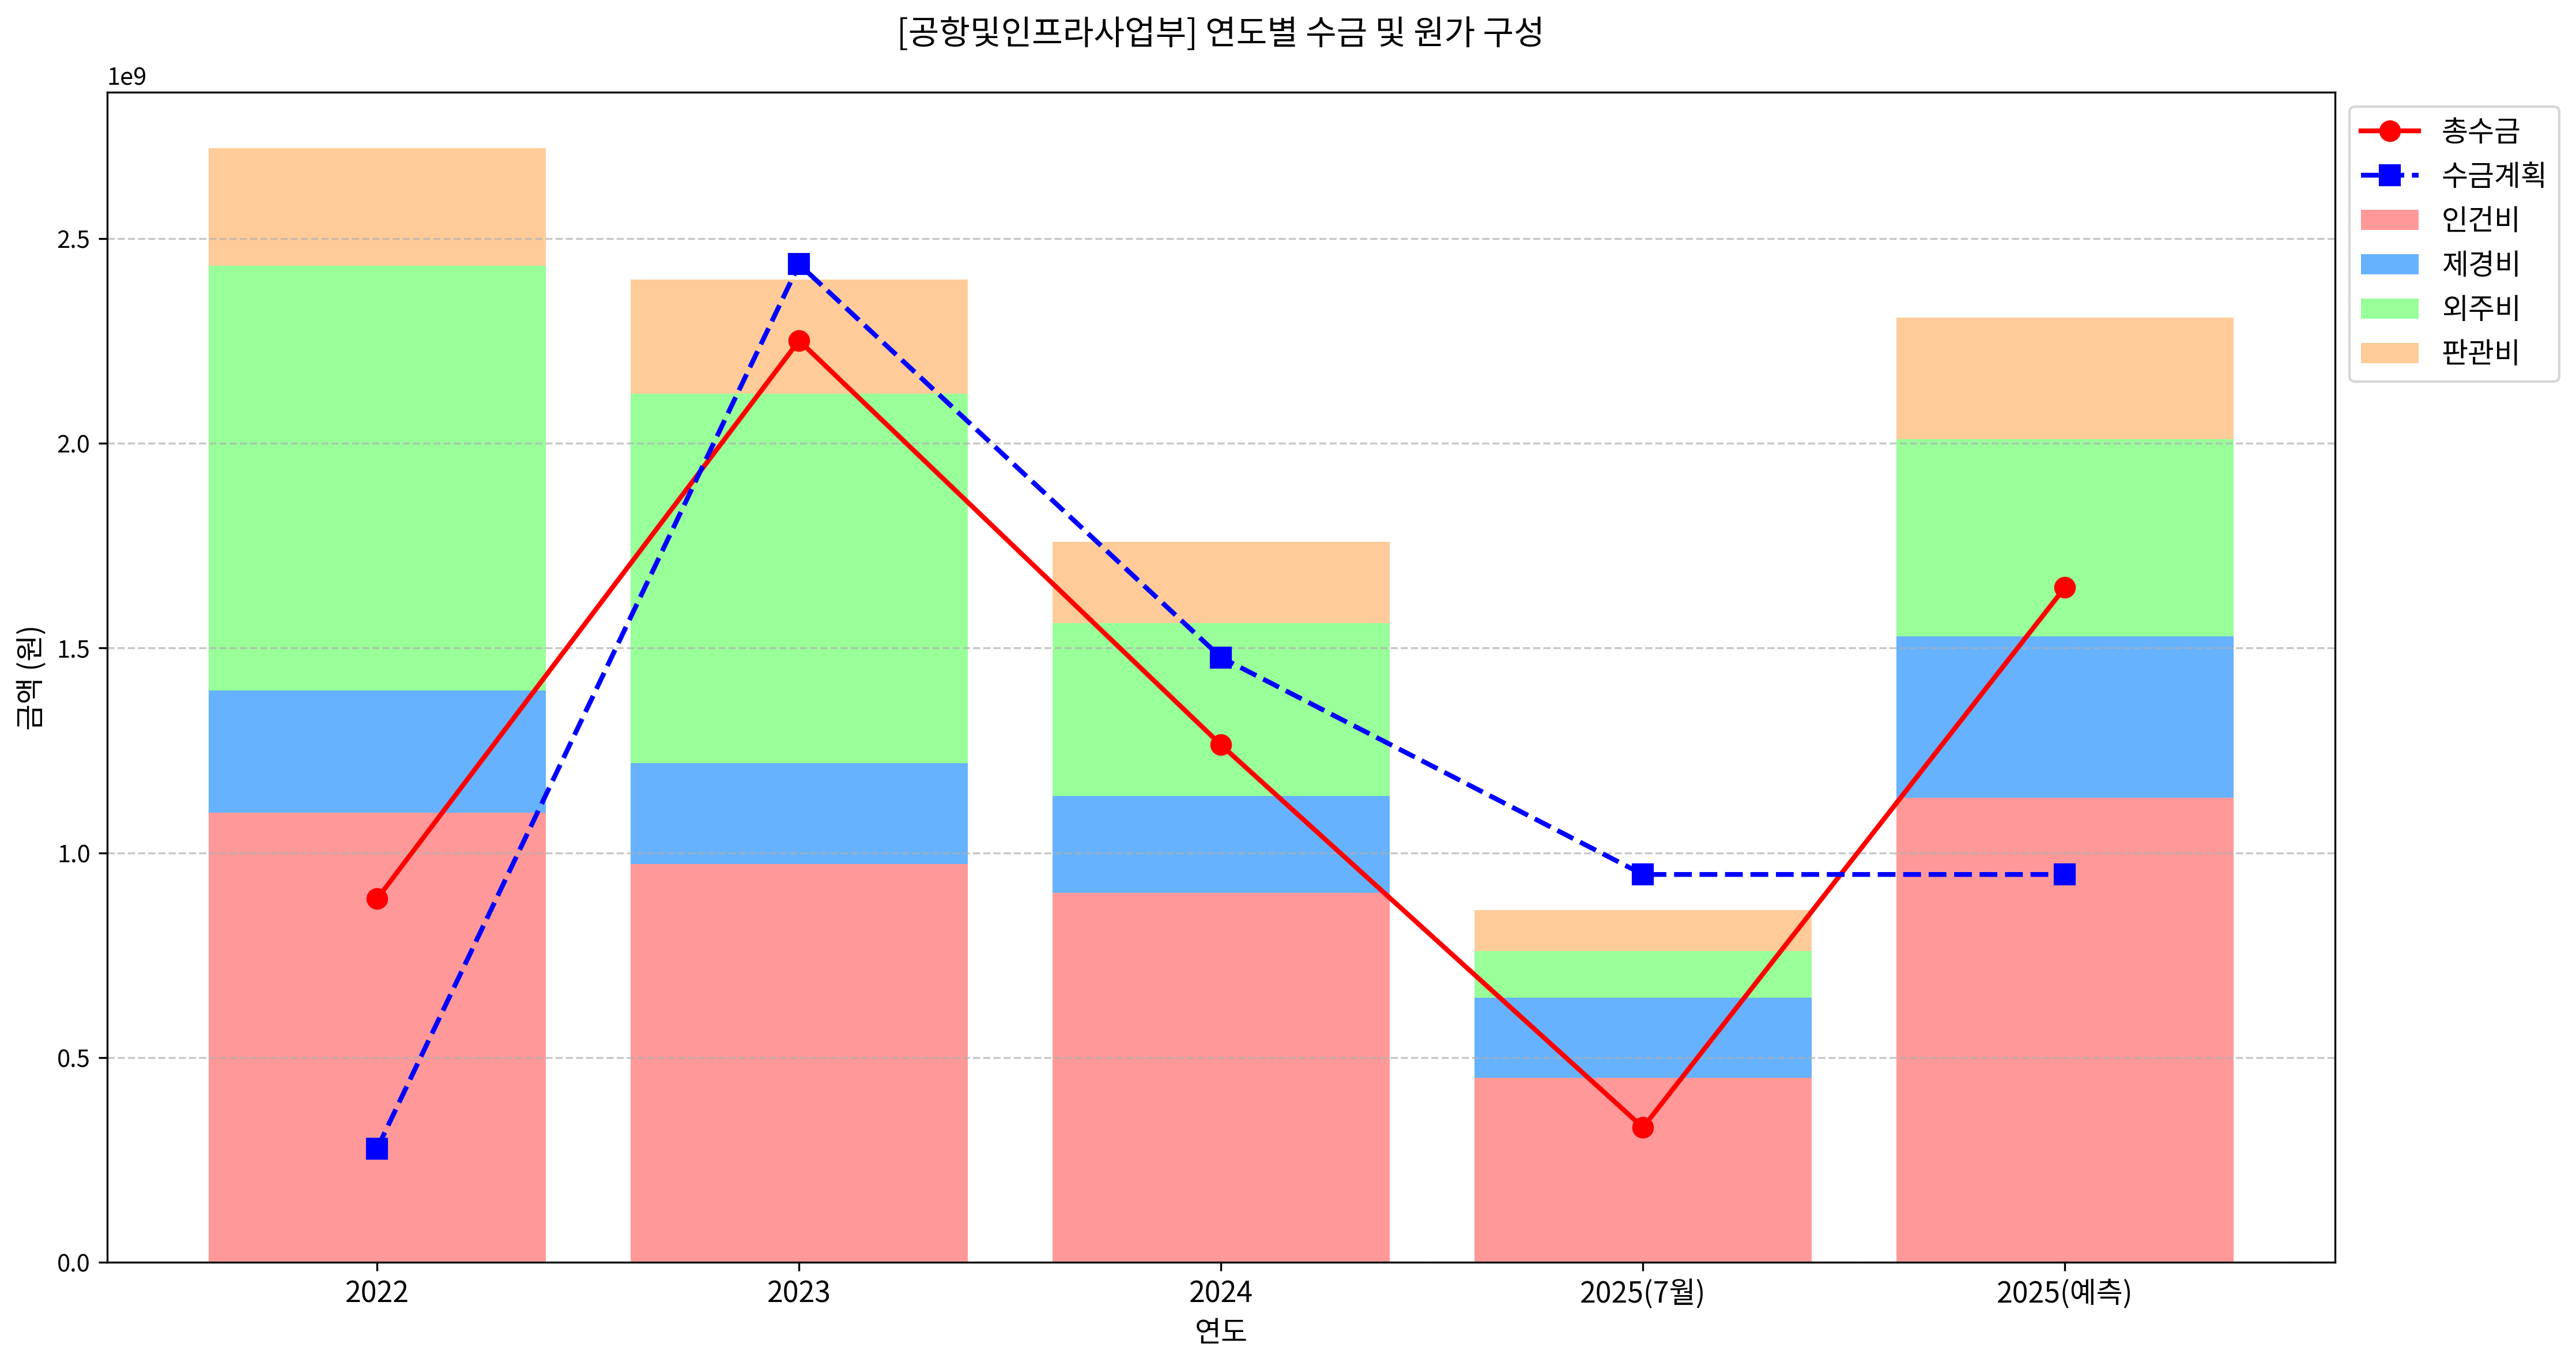 [공항및인프라사업부] 연도별 수금 및 원가 구성
1e9
총수금
수금계획
인건비
제경비
외주비
판관비
2.5
2.0
1.5
1.0
0.5
0.0
금액 (원)
2022 2023 2024 2025(7월) 2025(예측)
연도